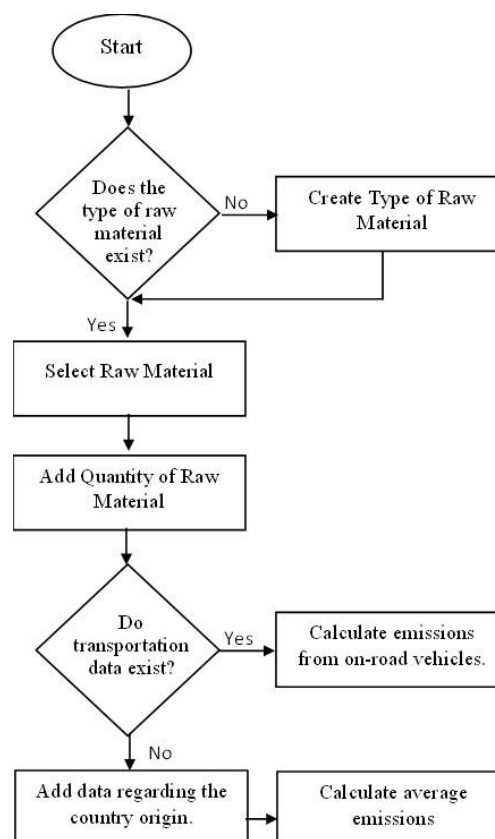 Start
Does the
type of raw
material
exist?
No
Create Type of Raw
Material
Yes
Select Raw Material
Add Quantity of Raw
Material
Do
transportation
data exist?
Yes
Calculate emissions
from on-road vehicles.
No
Add data regarding the
country origin.
Calculate average
emissions